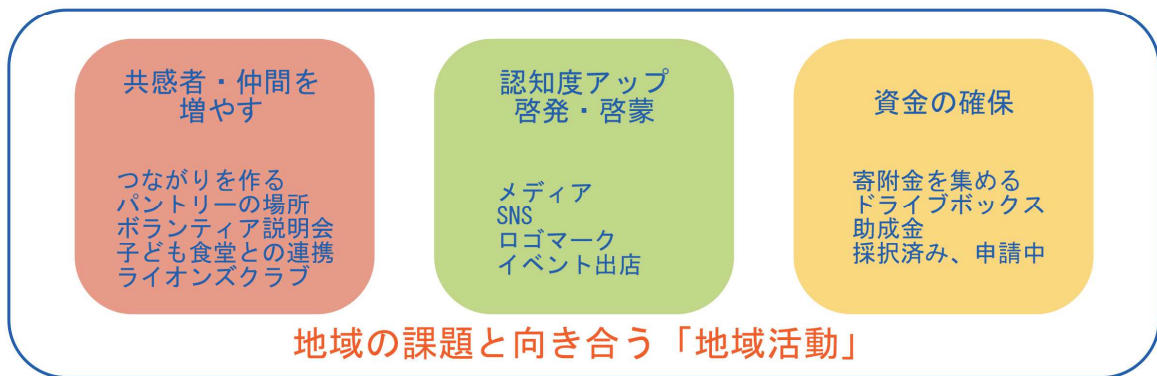 共感者・仲間を
増やす
つながりを作る
パントリーの場所
ボランティア説明会
子ども食堂との連携
ライオンズクラブ
認知度アップ
啓発・啓蒙
メディア
SNS
ロゴマーク
イベント出店
資金の確保
寄附金を集める
ドライブボックス
助成金
採択済み、申請中
地域の課題と向き合う「地域活動」